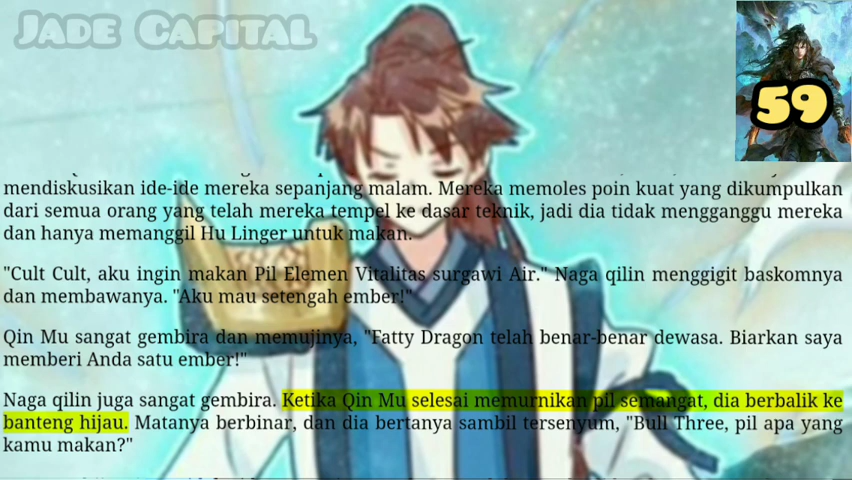 JADE CAPITAL
59
mendiskusikan ide-ide mereka sepanjang malam. Mereka memoles poin kuat yang dikumpulkan
dari semua orang yang telah mereka tempel ke dasar teknik, jadi dia tidak mengganggu mereka
dan hanya memanggil Hu Linger untuk makan.
"Cult Cult, aku ingin makan Pil Elemen Vitalitas surgawi Air." Naga qilin menggigit baskomnya
dan membawanya. "Aku mau setengah ember!"
Qin Mu sangat gembira dan memujinya, "Fatty Dragon telah benar-benar dewasa. Biarkan saya
memberi Anda satu ember!"
Naga qilin juga sangat gembira. Ketika Qin Mu selesai memurnikan pil semangat, dia berbalik ke
banteng hijau. Matanya berbinar, dan dia bertanya sambil tersenyum, "Bull Three, pil apa yang
kamu makan?"